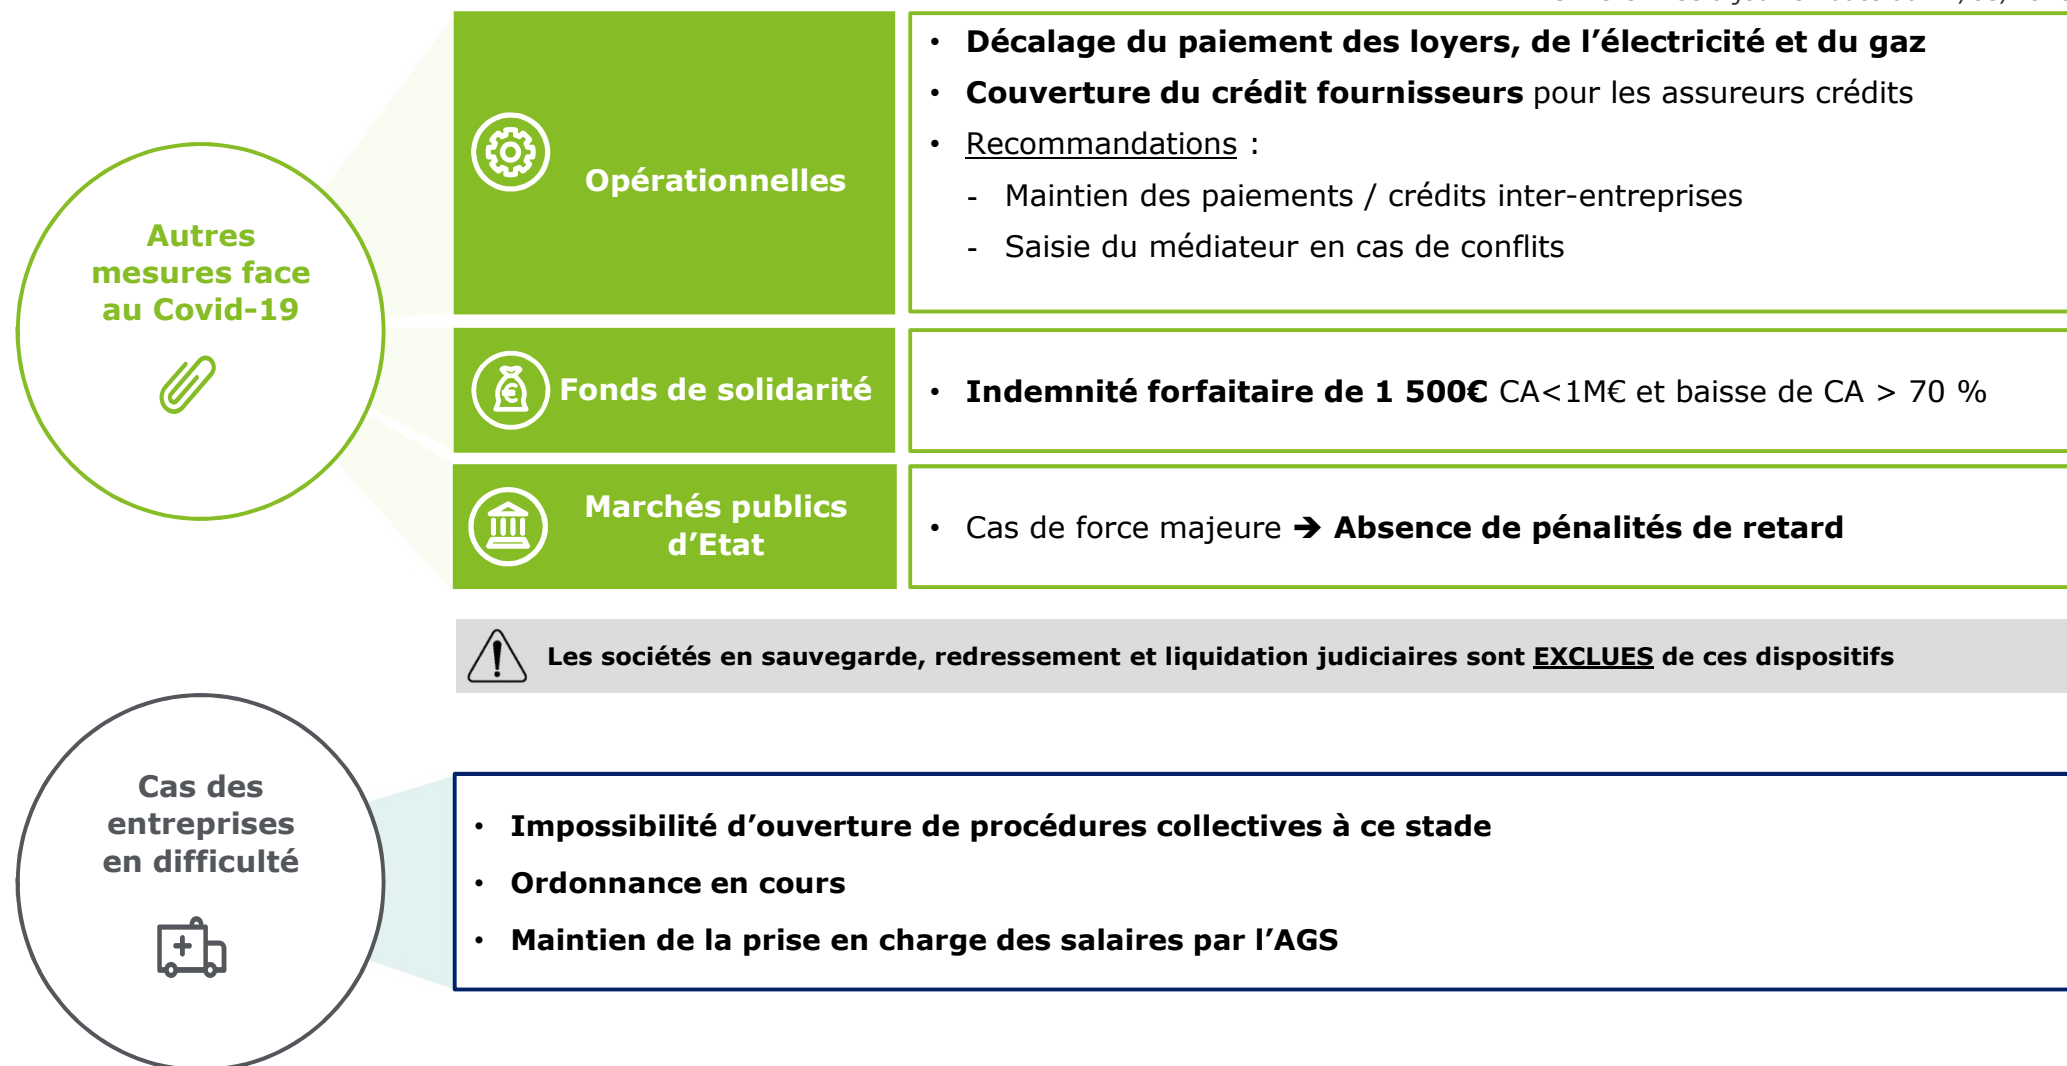 Autres
mesures face
au Covid-19
Opérationnelles
• Décalage du paiement des loyers, de l’électricité et du gaz
• Couverture du crédit fournisseurs pour les assureurs crédits
• Recommandations :
- Maintien des paiements / crédits inter-entreprises
- Saisie du médiateur en cas de conflits
Fonds de solidarité
• Indemnité forfaitaire de 1 500€ CA<1M€ et baisse de CA > 70 %
Marchés publics
d’Etat
• Cas de force majeure ➔ Absence de pénalités de retard
Les sociétés en sauvegarde, redressement et liquidation judiciaires sont EXCLUES de ces dispositifs
Cas des
entreprises
en difficulté
• Impossibilité d’ouverture de procédures collectives à ce stade
• Ordonnance en cours
• Maintien de la prise en charge des salaires par l’AGS